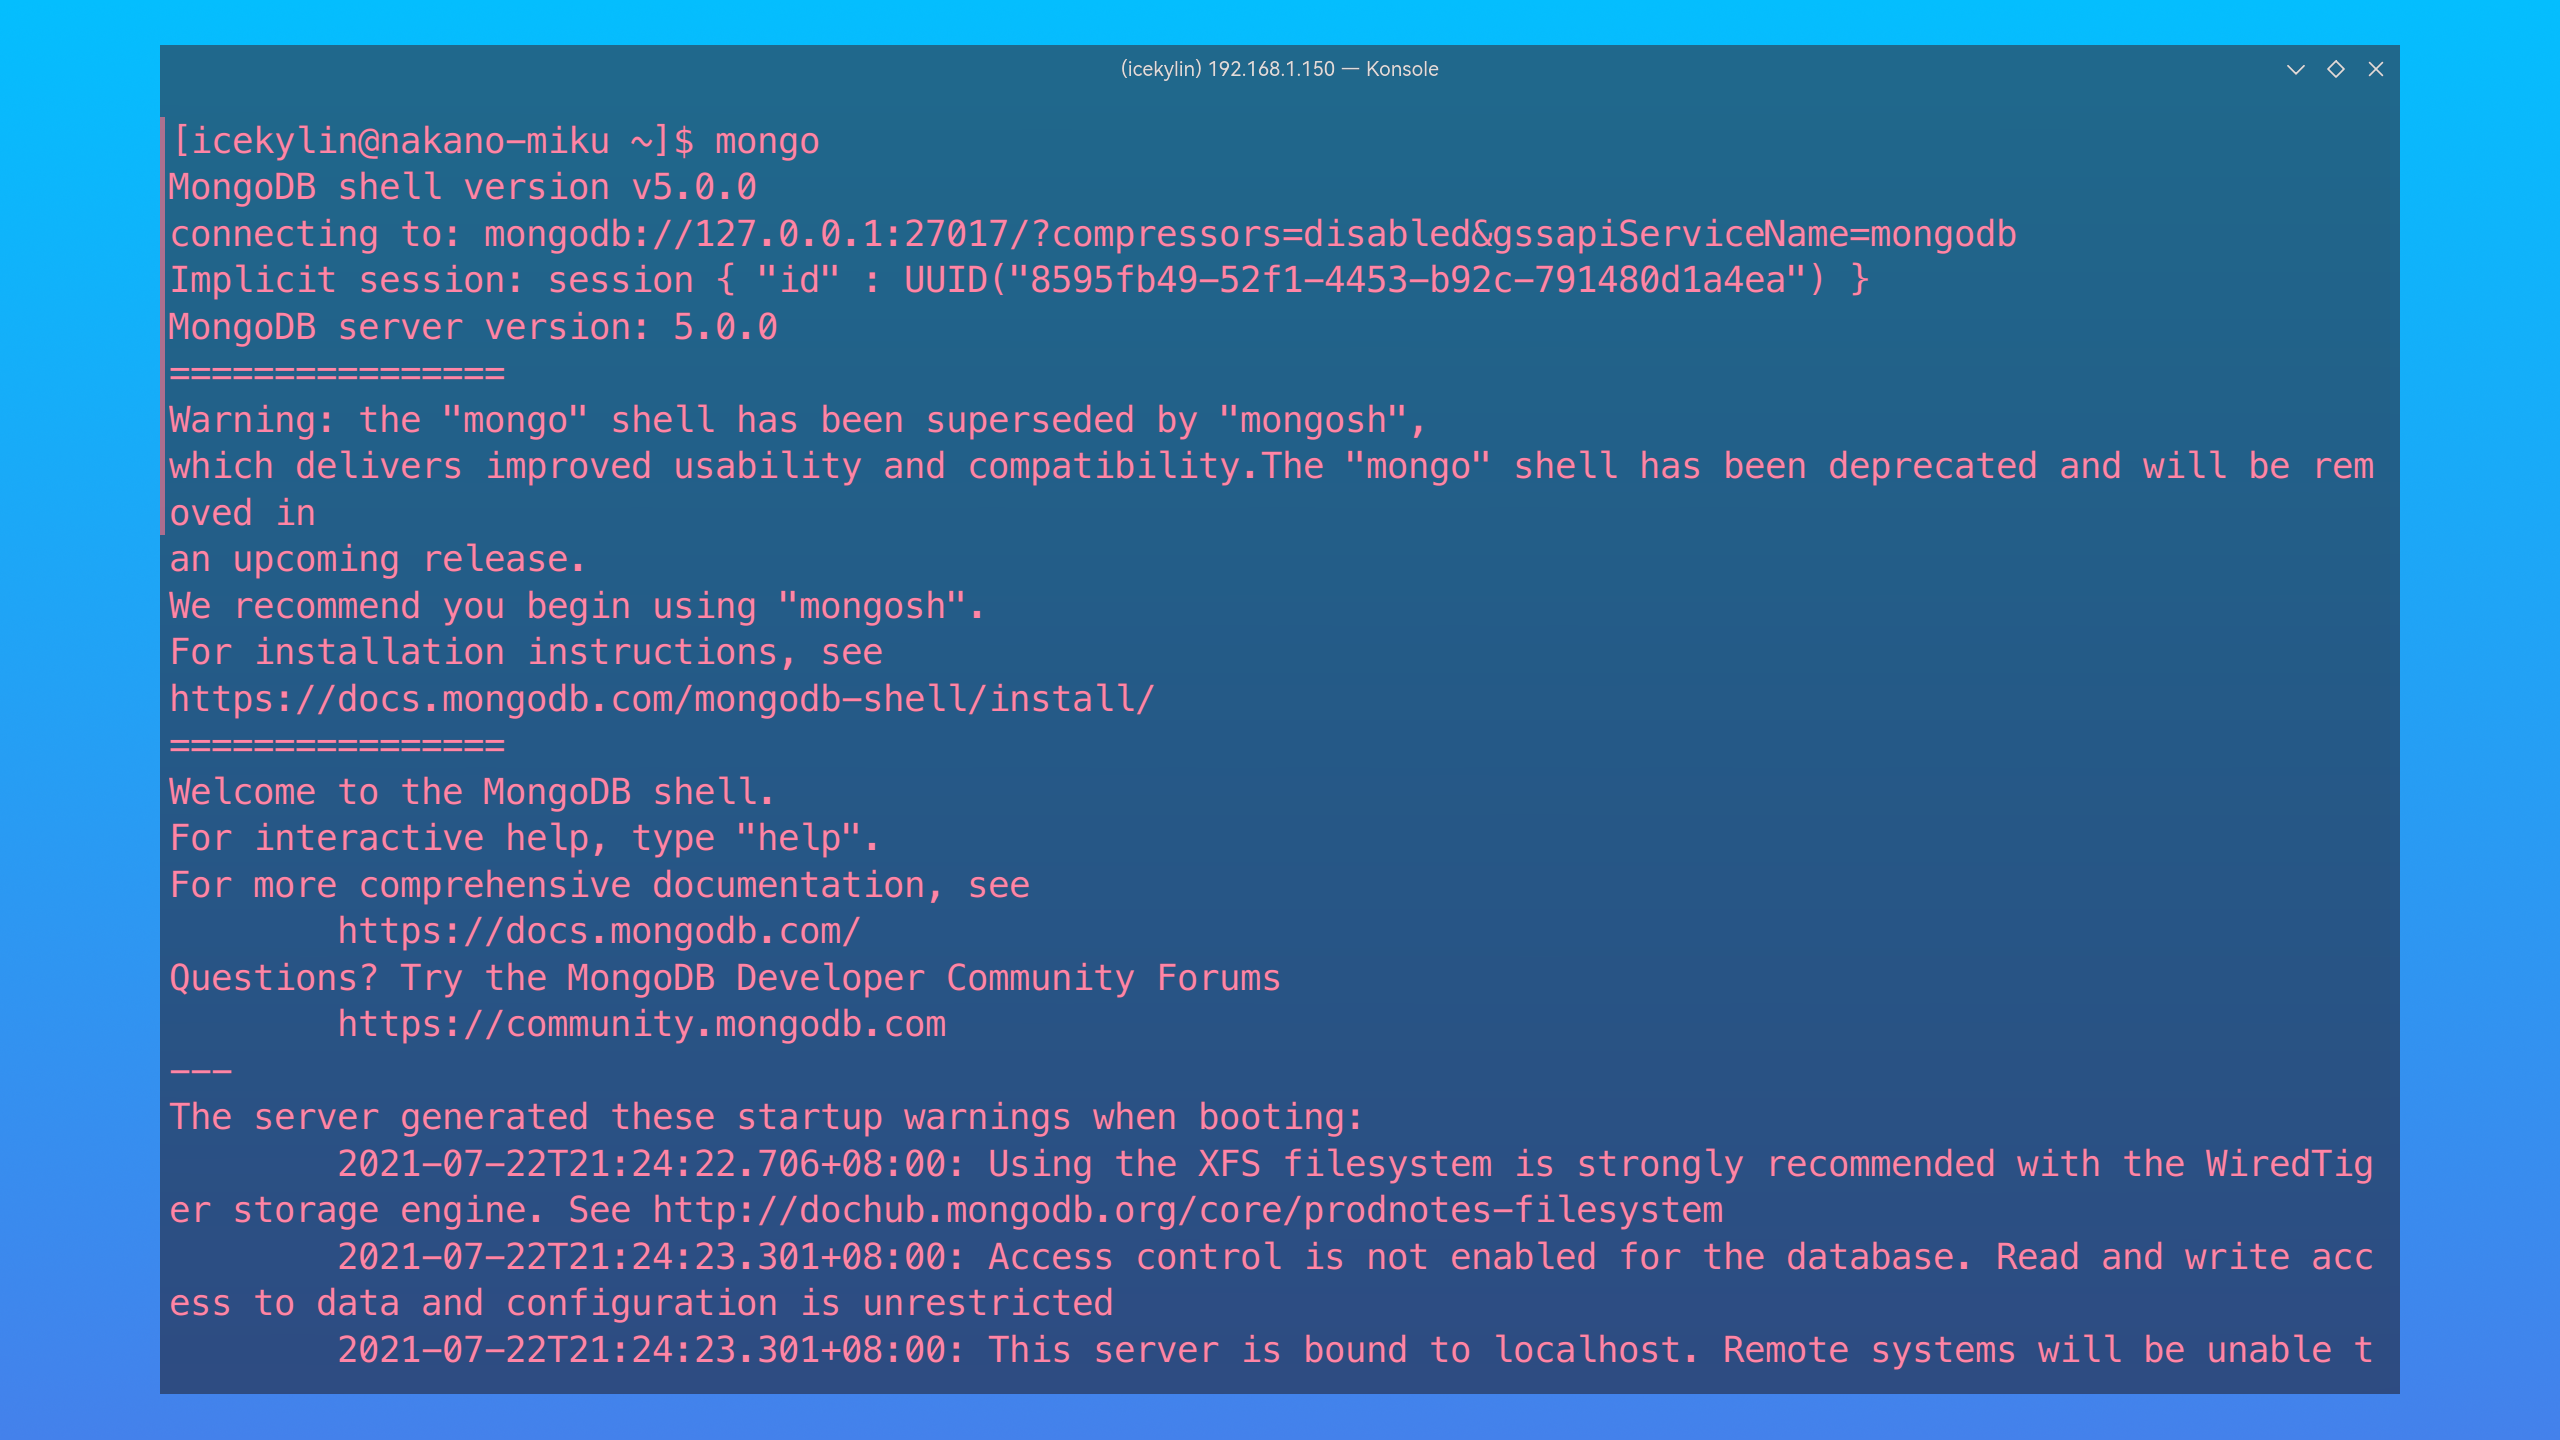 (icekylin) 192.168.1.150 — Konsole
[icekylin@nakano-miku ~]$ mongo
MongoDB shell version v5.0.0
connecting to: mongodb://127.0.0.1:27017/?compressors=disabled&gssapiServiceName=mongodb
Implicit session: session { "id" : UUID("8595fb49-52f1-4453-b92c-791480d1a4ea") }
MongoDB server version: 5.0.0
================
Warning: the "mongo" shell has been superseded by "mongosh",
which delivers improved usability and compatibility.The "mongo" shell has been deprecated and will be rem
oved in
an upcoming release.
We recommend you begin using "mongosh".
For installation instructions, see
https://docs.mongodb.com/mongodb-shell/install/
================
Welcome to the MongoDB shell.
For interactive help, type "help".
For more comprehensive documentation, see
        https://docs.mongodb.com/
Questions? Try the MongoDB Developer Community Forums
        https://community.mongodb.com
---
The server generated these startup warnings when booting:
        2021-07-22T21:24:22.706+08:00: Using the XFS filesystem is strongly recommended with the WiredTig
er storage engine. See http://dochub.mongodb.org/core/prodnotes-filesystem
        2021-07-22T21:24:23.301+08:00: Access control is not enabled for the database. Read and write acc
ess to data and configuration is unrestricted
        2021-07-22T21:24:23.301+08:00: This server is bound to localhost. Remote systems will be unable t